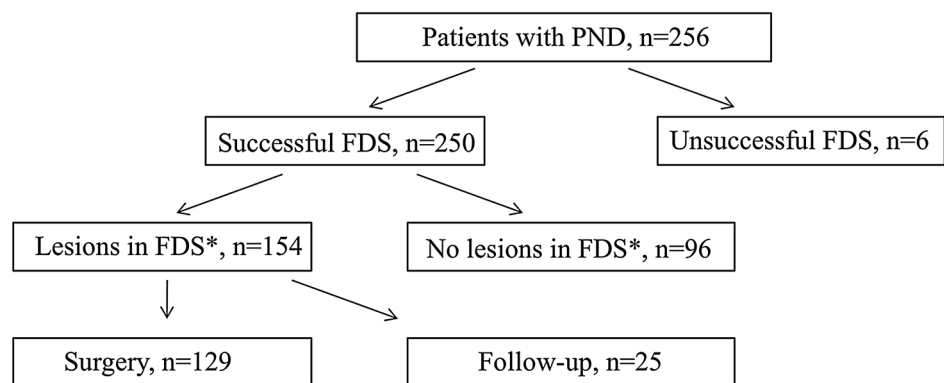 Patients with PND, n=256
Successful FDS, n=250
Unsuccessful FDS, n=6
Lesions in FDS*, n=154
No lesions in FDS*, n=96
Surgery, n=129
Follow-up, n=25